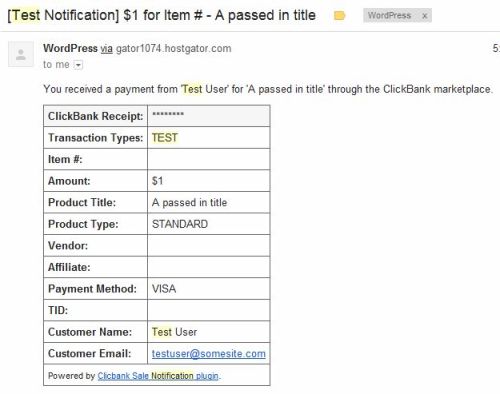 [Test Notification] $1 for Item # - A passed in title WordPress x
WordPress via gator1074.hostgator.com 5:
to me
You received a payment from 'Test User' for 'A passed in title' through the ClickBank marketplace.
ClickBank Receipt: ********
Transaction Types: TEST
Item #:
Amount: $1
Product Title: A passed in title
Product Type: STANDARD
Vendor:
Affiliate:
Payment Method: VISA
TID:
Customer Name: Test User
Customer Email: testuser@somesite.com
Powered by Clicbank Sale Notification plugin.